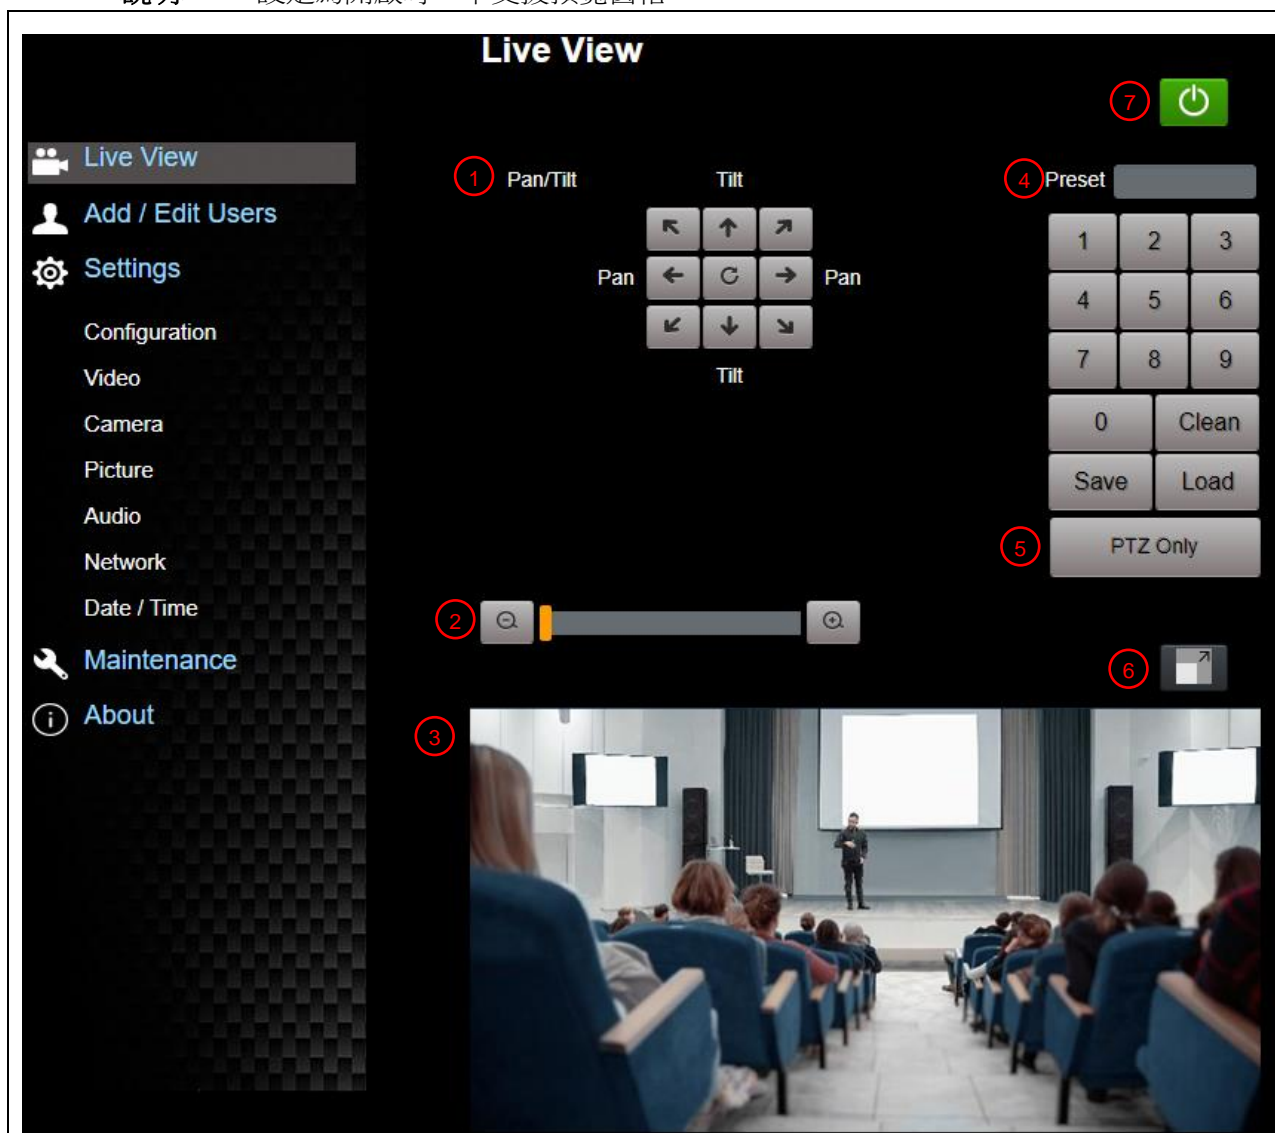 Live View
7
Live View
Add / Edit Users
Settings
Configuration
Video
Camera
Picture
Audio
Network
Date / Time
Maintenance
About
1 Pan/Tilt
Tilt
Pan
Pan
Tilt
4 Preset
1 2 3
4 5 6
7 8 9
0 Clean
Save Load
5 PTZ Only
2
6
3